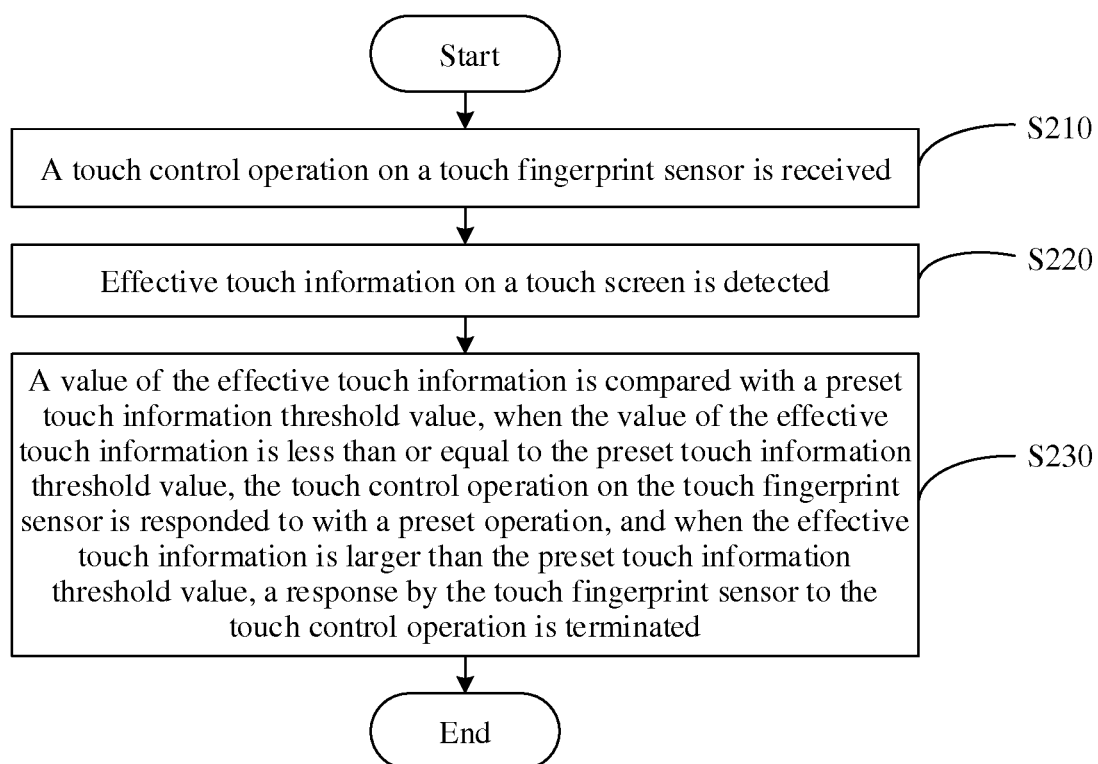 Start
A touch control operation on a touch fingerprint sensor is received
S210
Effective touch information on a touch screen is detected
S220
A value of the effective touch information is compared with a preset
touch information threshold value, when the value of the effective
touch information is less than or equal to the preset touch information
threshold value, the touch control operation on the touch fingerprint
sensor is responded to with a preset operation, and when the effective
touch information is larger than the preset touch information
threshold value, a response by the touch fingerprint sensor to the
touch control operation is terminated
S230
End